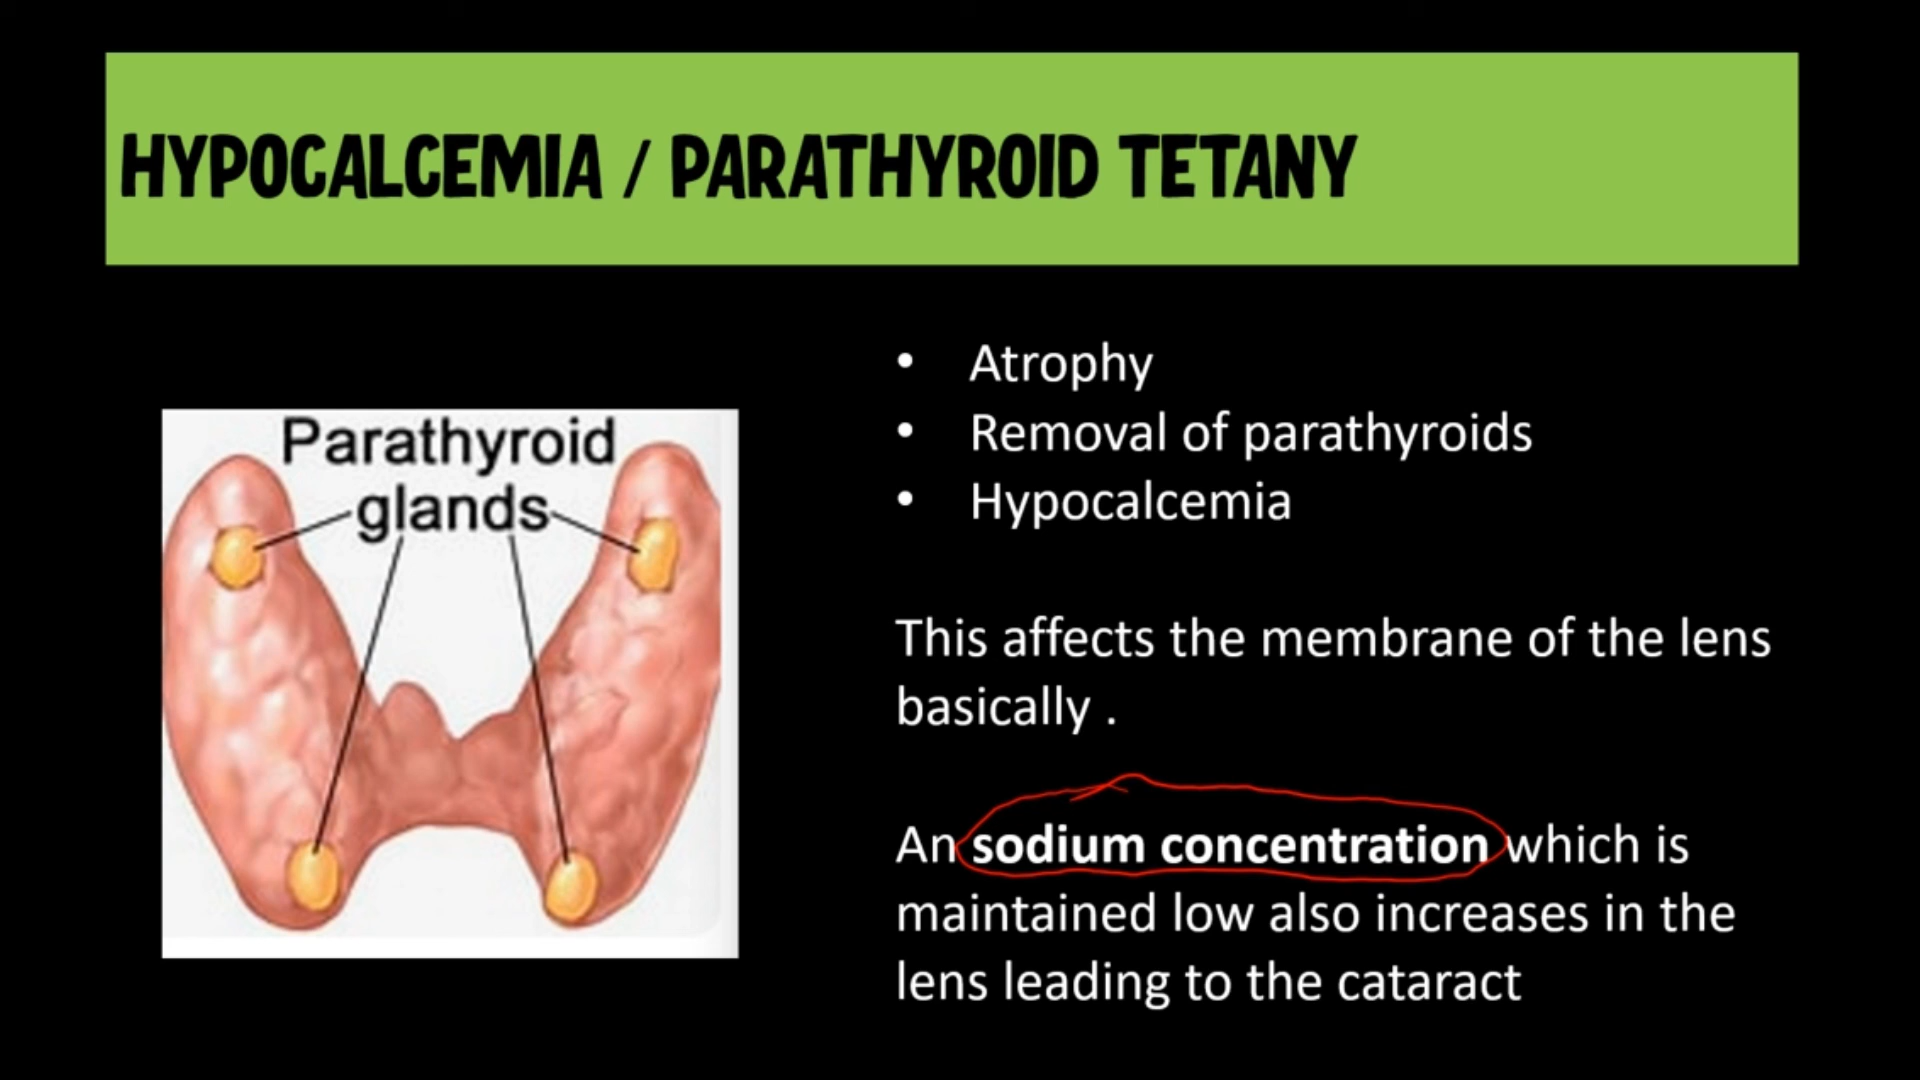 HYPOCALCEMIA / PARATHYROID TETANY
Parathyroid
glands
• Atrophy
• Removal of parathyroids
• Hypocalcemia
This affects the membrane of the lens
basically .
An sodium concentration which is
maintained low also increases in the
lens leading to the cataract